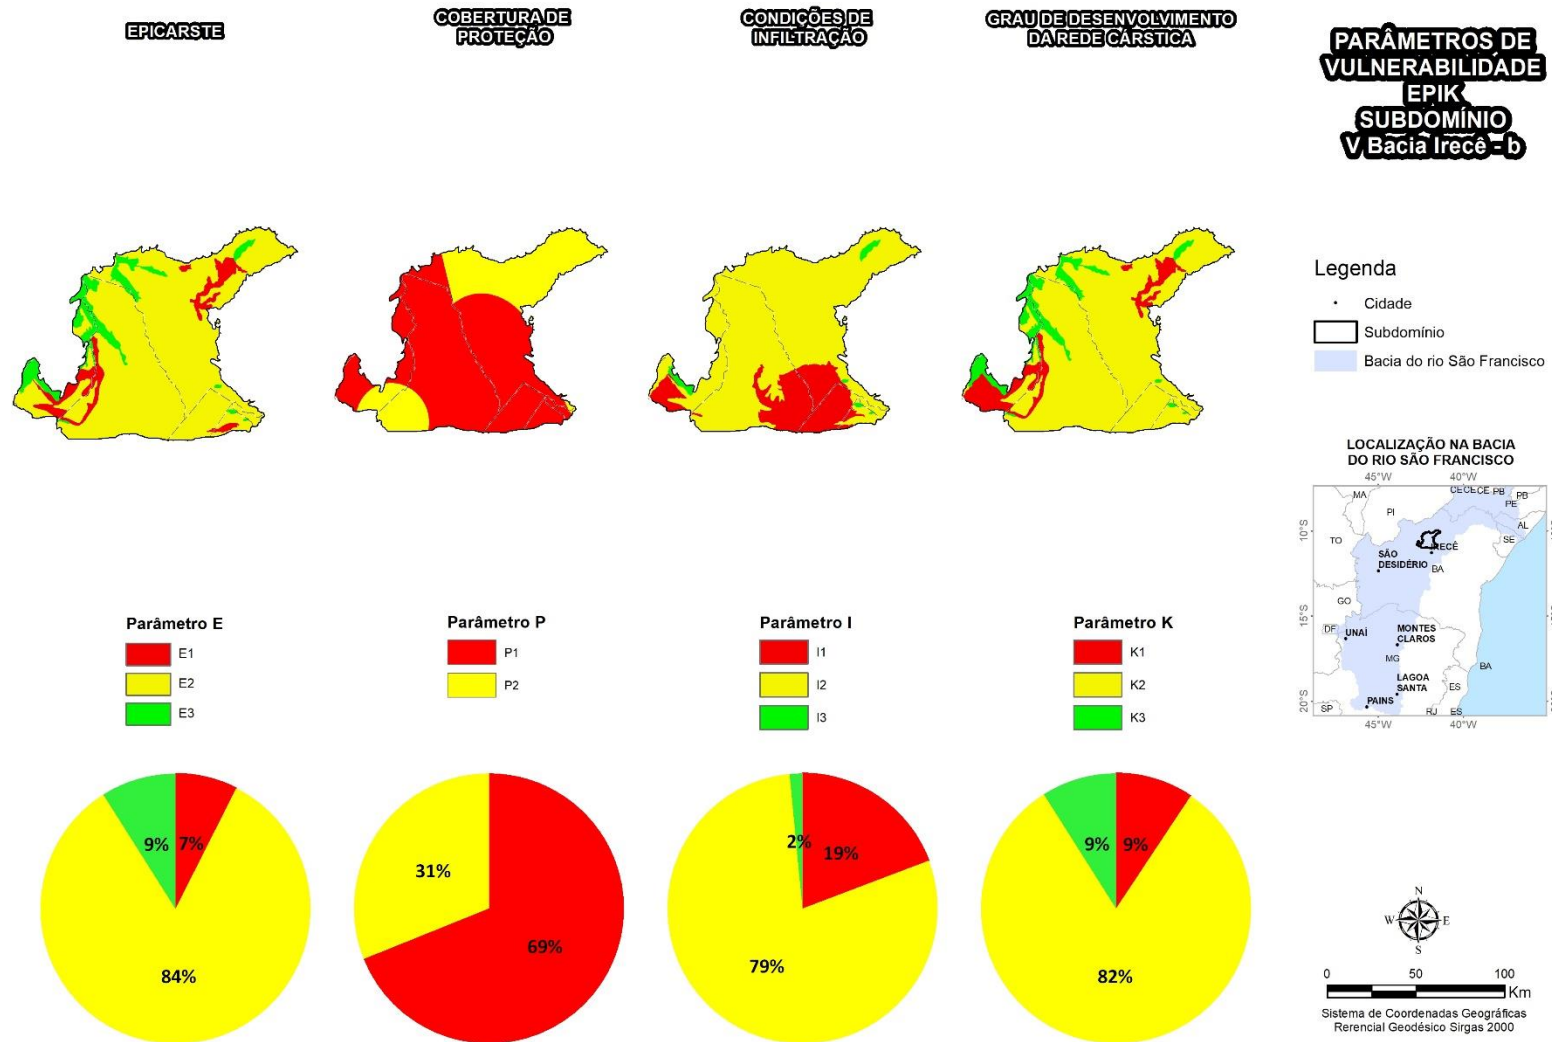 EPICARSTE
COBERTURA DE
PROTEÇÃO
CONDIÇÕES DE
INFILTRAÇÃO
GRAU DE DESENVOLVIMENTO
DA REDE CÁRSTICA
PARÂMETROS DE
VULNERABILIDADE
EPIK
SUBDOMÍNIO
V Bacia Irecê - b
Legenda
Cidade
Subdomínio
Bacia do rio São Francisco
LOCALIZAÇÃO NA BACIA
DO RIO SÃO FRANCISCO
45°W 40°W
MA
CE CE CE PB
PB
PI
PE
10°S
AL
TO
SE
IRECÊ
SÃO
DESIDÉRIO
BA
GO
15°S
DF
UNAÍ
MONTES
CLAROS
MG
BA
LAGOA
SANTA
ES
PAINS
20°S
SP
RJ
ES
45°W 40°W
Parâmetro E
E1
E2
E3
Parâmetro P
P1
P2
Parâmetro I
I1
I2
I3
Parâmetro K
K1
K2
K3
9% 7%
84%
31%
69%
2%
19%
79%
9% 9%
82%
N
W E
S
0 50 100
Km
Sistema de Coordenadas Geográficas
Rerencial Geodésico Sirgas 2000